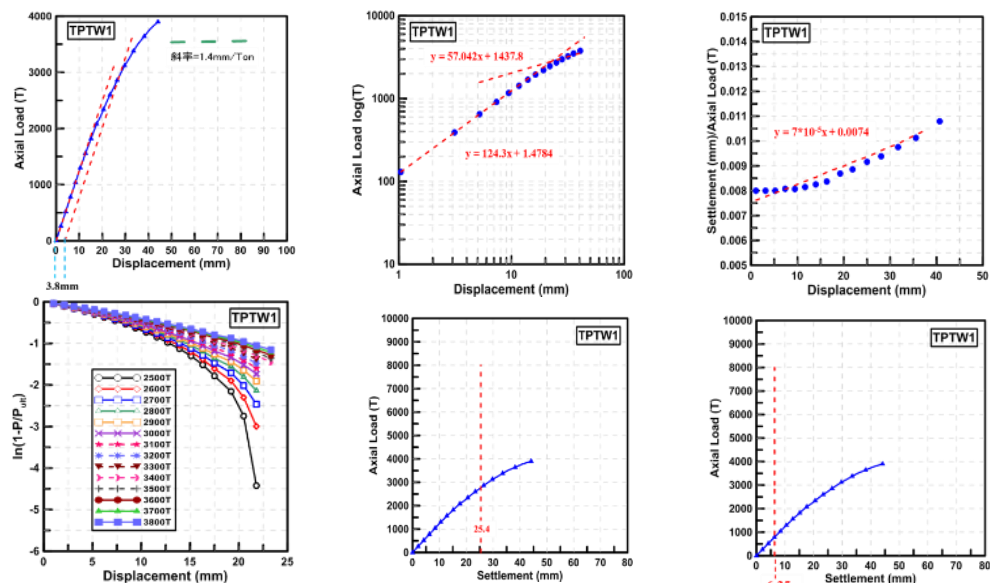 TPTW1
4000
3000
2000
1000
0
Axial Load (T)
斜率=1.4mm/Ton
0 10 20 30 40 50 60 70 80 90 100
Displacement (mm)
3.8mm
TPTW1
10000
1000
100
10
Axial Load log(T)
y = 57.042x + 1437.8
y = 124.3x + 1.4784
1 10 100
Displacement (mm)
TPTW1
0.015
0.014
0.013
0.012
0.011
0.010
0.009
0.008
0.007
0.006
0.005
Settlement (mm)/Axial Load (T)
y = 7*10⁻⁵x + 0.0074
0 10 20 30 40 50
Displacement (mm)
TPTW1
0
-1
-2
-3
-4
-5
-6
ln(1-P/Pult)
2500T
2600T
2700T
2800T
2900T
3000T
3100T
3200T
3300T
3400T
3500T
3600T
3700T
3800T
0 5 10 15 20 25
Displacement (mm)
TPTW1
10000
9000
8000
7000
6000
5000
4000
3000
2000
1000
0
Axial Load (T)
25.4
0 10 20 30 40 50 60 70 80
Settlement (mm)
TPTW1
10000
9000
8000
7000
6000
5000
4000
3000
2000
1000
0
Axial Load (T)
0 10 20 30 40 50 60 70 80
Settlement (mm)